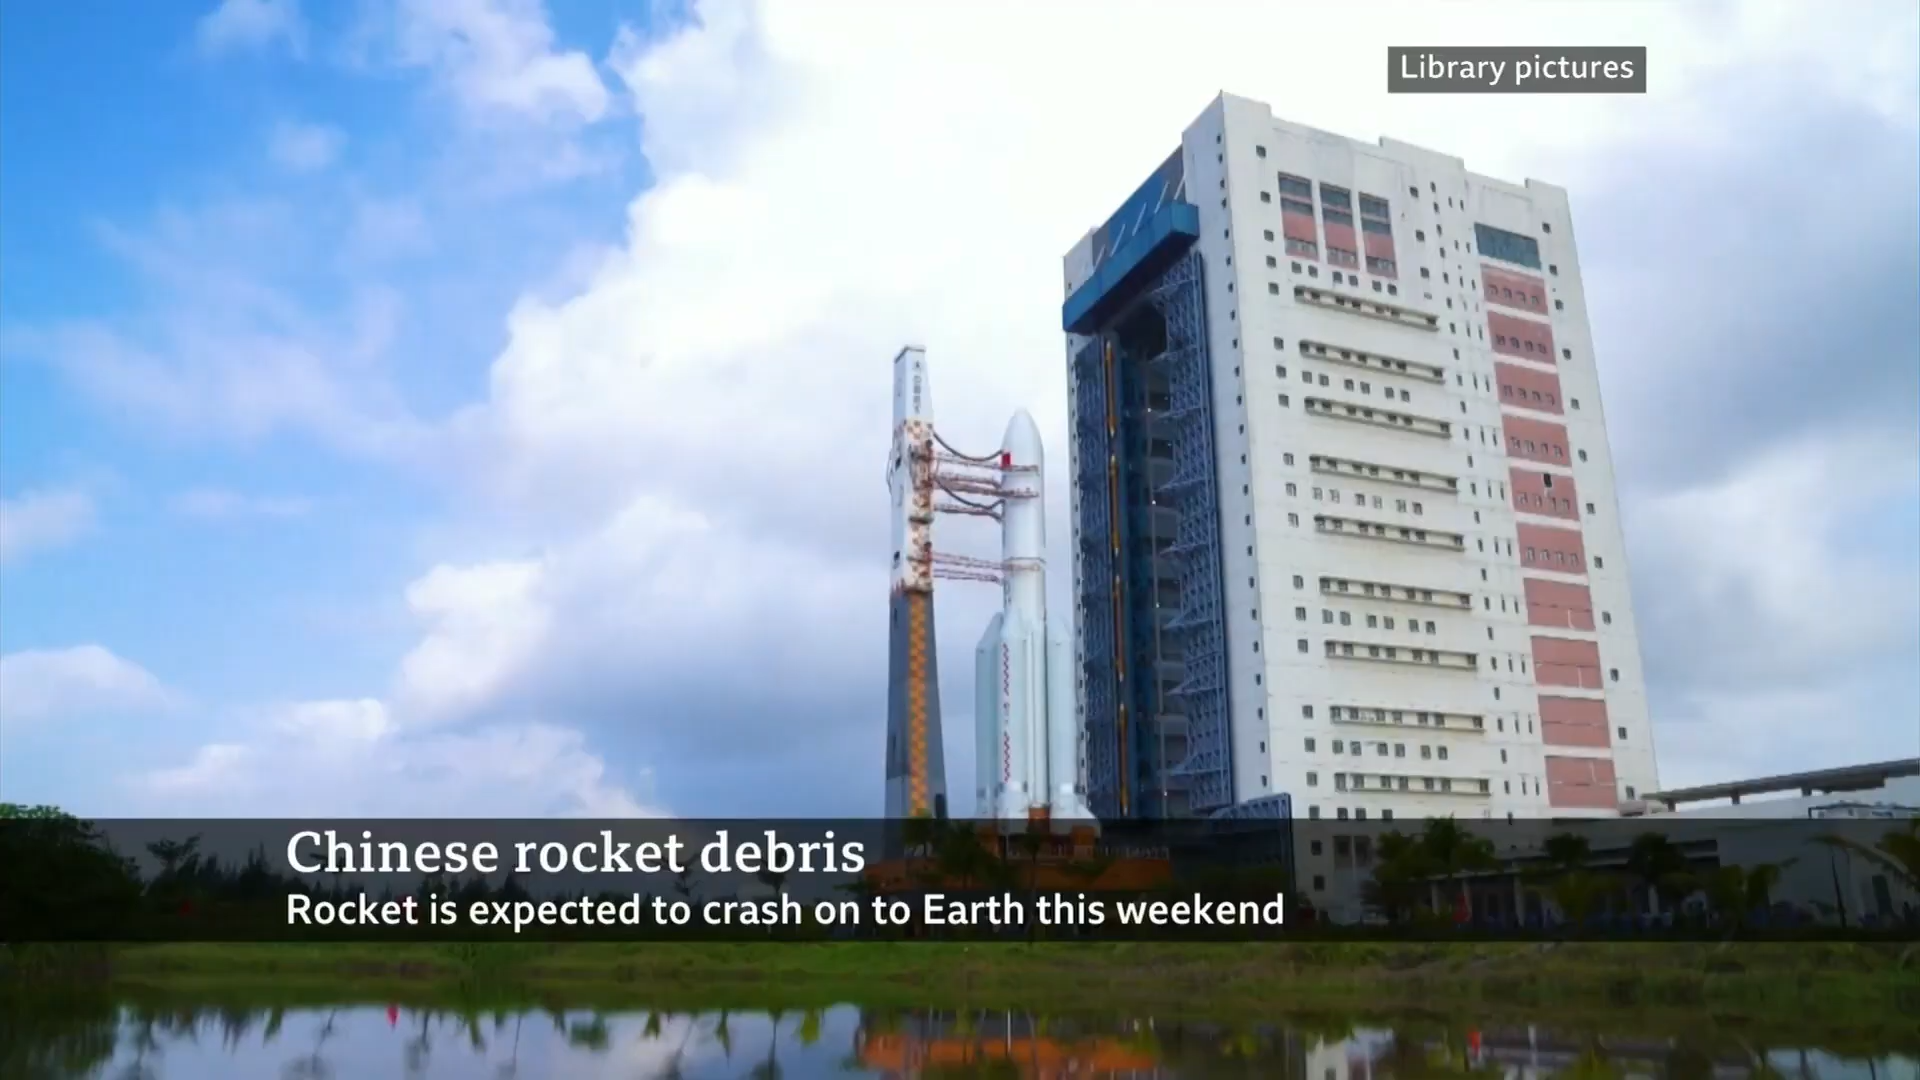 Library pictures
Chinese rocket debris
Rocket is expected to crash on to Earth this weekend